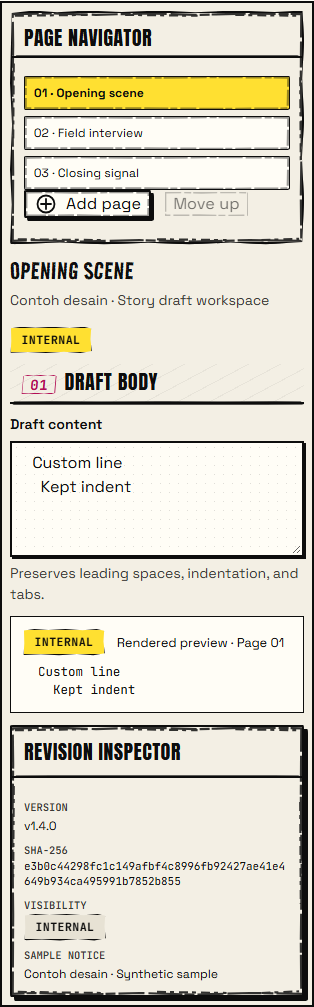 PAGE NAVIGATOR
01 · Opening scene
02 · Field interview
03 · Closing signal
Add page
Move up
OPENING SCENE
Contoh desain · Story draft workspace
INTERNAL
01 DRAFT BODY
Draft content
Custom line
  Kept indent
Preserves leading spaces, indentation, and
tabs.
INTERNAL Rendered preview · Page 01
Custom line
  Kept indent
REVISION INSPECTOR
VERSION
v1.4.0
SHA-256
e3b0c44298fc1c149afbf4c8996fb92427ae41e4
649b934ca495991b7852b855
VISIBILITY
INTERNAL
SAMPLE NOTICE
Contoh desain · Synthetic sample